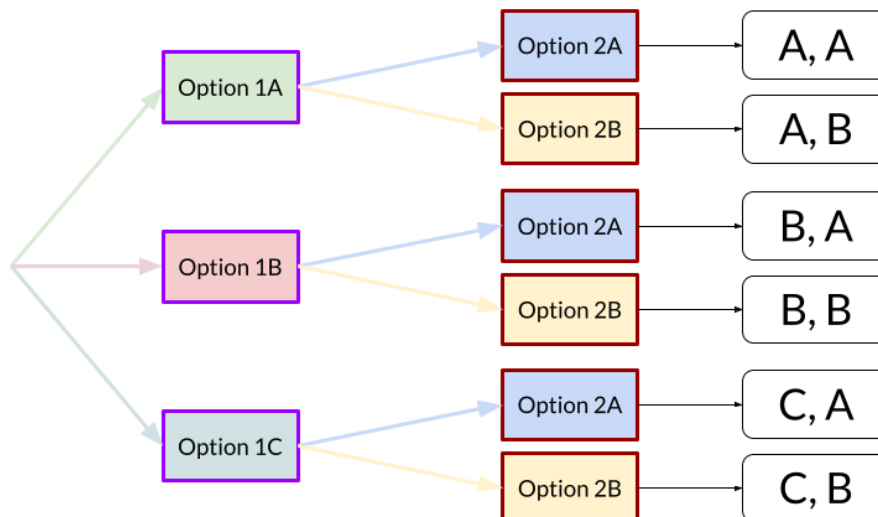 Option 2A
A, A
Option 1A
Option 2B
A, B
Option 2A
B, A
Option 1B
Option 2B
B, B
Option 2A
C, A
Option 1C
Option 2B
C, B